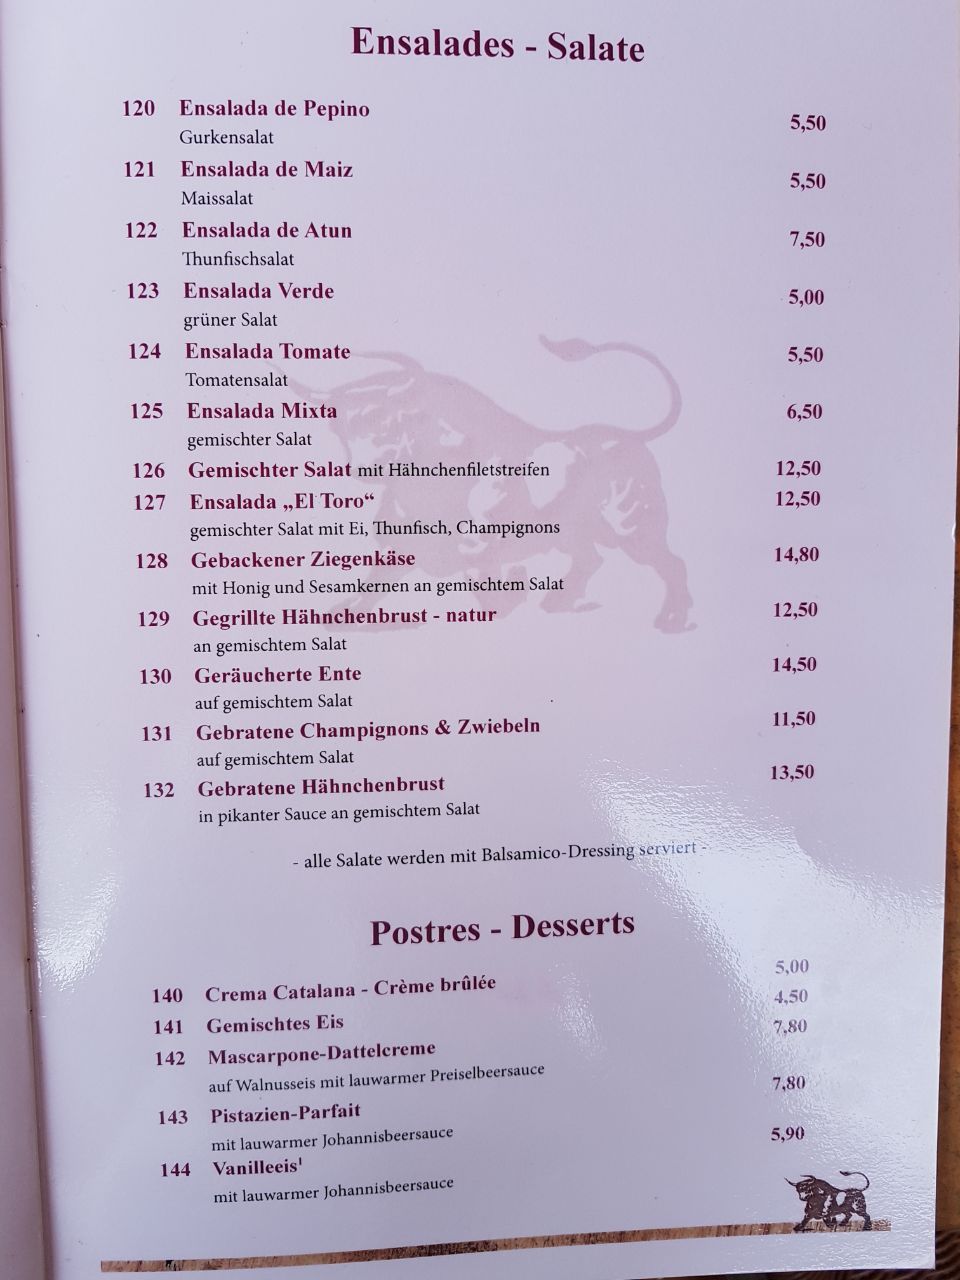 Ensalades - Salate
120 Ensalada de Pepino 5,50
Gurkensalat
121 Ensalada de Maiz 5,50
Maissalat
122 Ensalada de Atun 7,50
Thunfischsalat
123 Ensalada Verde 5,00
grüner Salat
124 Ensalada Tomate 5,50
Tomatensalat
125 Ensalada Mixta 6,50
gemischter Salat
126 Gemischter Salat mit Hähnchenfiletstreifen 12,50
127 Ensalada „El Toro“ 12,50
gemischter Salat mit Ei, Thunfisch, Champignons
128 Gebackener Ziegenkäse 14,80
mit Honig und Sesamkernen an gemischtem Salat
129 Gegrillte Hähnchenbrust - natur 12,50
an gemischtem Salat
130 Geräucherte Ente 14,50
auf gemischtem Salat
131 Gebratene Champignons & Zwiebeln 11,50
auf gemischtem Salat
132 Gebratene Hähnchenbrust 13,50
in pikanter Sauce an gemischtem Salat
- alle Salate werden mit Balsamico-Dressing serviert -
Postres - Desserts
140 Crema Catalana - Crème brûlée 5,00
141 Gemischtes Eis 4,50
142 Mascarpone-Dattelcreme 7,80
auf Walnusseis mit lauwarmer Preiselbeersauce
143 Pistazien-Parfait 7,80
mit lauwarmer Johannisbeersauce
144 Vanilleeis¹ 5,90
mit lauwarmer Johannisbeersauce